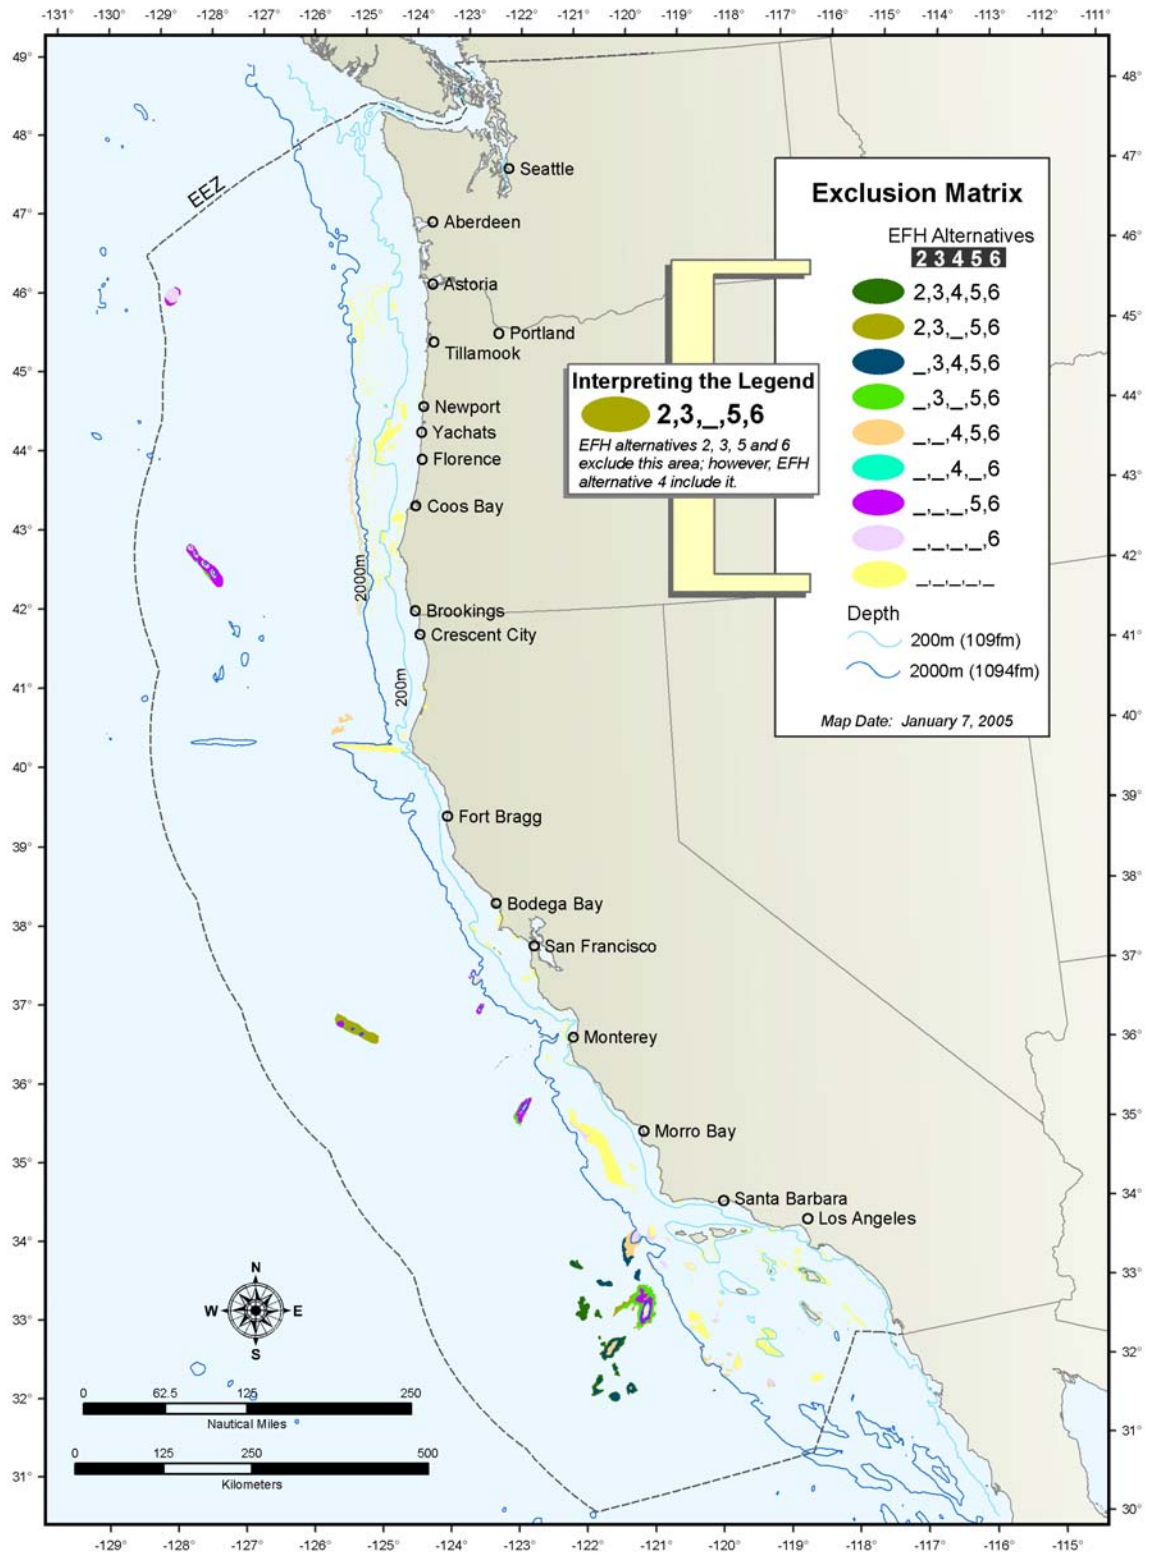 -131° -130° -129° -128° -127° -126° -125° -124° -123° -122° -121° -120° -119° -118° -117° -116° -115° -114° -113° -112° -111°
49°
48°
47°
46°
45°
44°
43°
42°
41°
40°
39°
38°
37°
36°
35°
34°
33°
32°
31°
48°
47°
46°
45°
44°
43°
42°
41°
40°
39°
38°
37°
36°
35°
34°
33°
32°
31°
30°
EEZ
Seattle
Aberdeen
Astoria
Portland
Tillamook
Newport
Yachats
Florence
Coos Bay
2000m
Brookings
Crescent City
200m
Fort Bragg
Bodega Bay
San Francisco
Monterey
Morro Bay
Santa Barbara
Los Angeles
Exclusion Matrix
EFH Alternatives
2 3 4 5 6
2,3,4,5,6
2,3,_,5,6
_,3,4,5,6
_,3,_,5,6
_,_,4,5,6
_,_,4,_,6
_,_,_,5,6
_,_,_,_,6
_,_,_,_,_
Depth
200m (109fm)
2000m (1094fm)
Map Date: January 7, 2005
Interpreting the Legend
2,3,_,5,6
EFH alternatives 2, 3, 5 and 6
exclude this area; however, EFH
alternative 4 include it.
N
W E
S
0 62.5 125 250
Nautical Miles
0 125 250 500
Kilometers
-129° -128° -127° -126° -125° -124° -123° -122° -121° -120° -119° -118° -117° -116° -115°